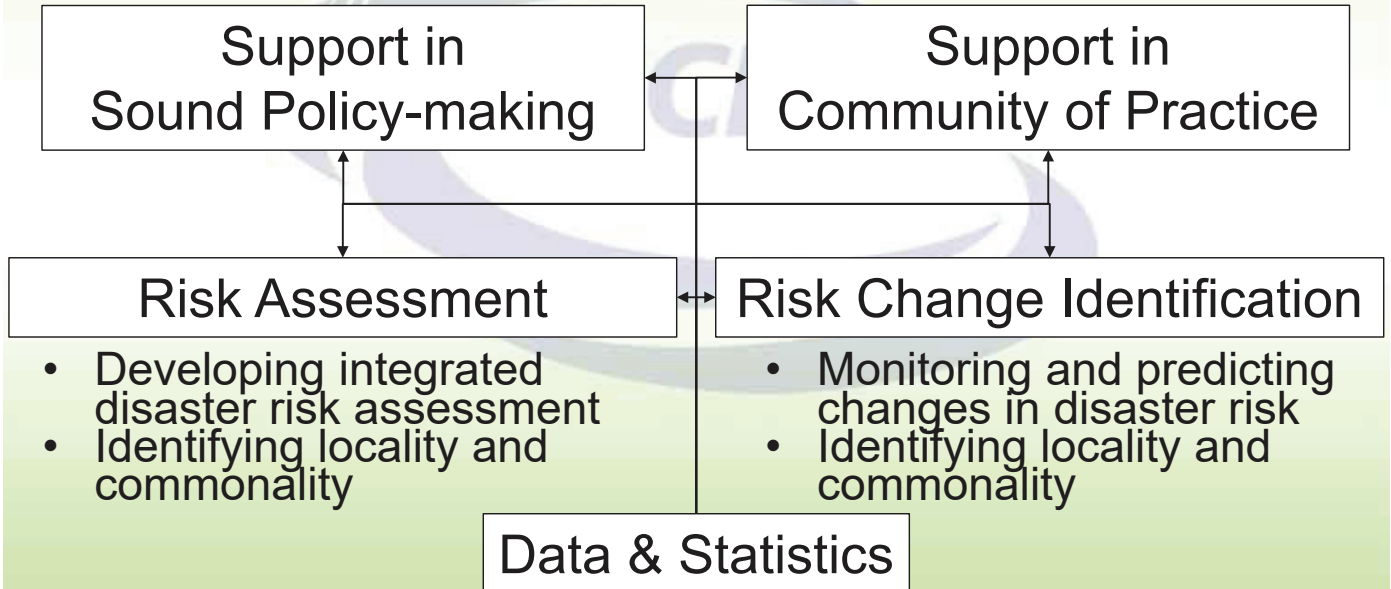 Support in
Sound Policy-making
Support in
Community of Practice
Risk Assessment
Risk Change Identification
• Developing integrated
disaster risk assessment
• Identifying locality and
commonality
• Monitoring and predicting
changes in disaster risk
• Identifying locality and
commonality
Data & Statistics